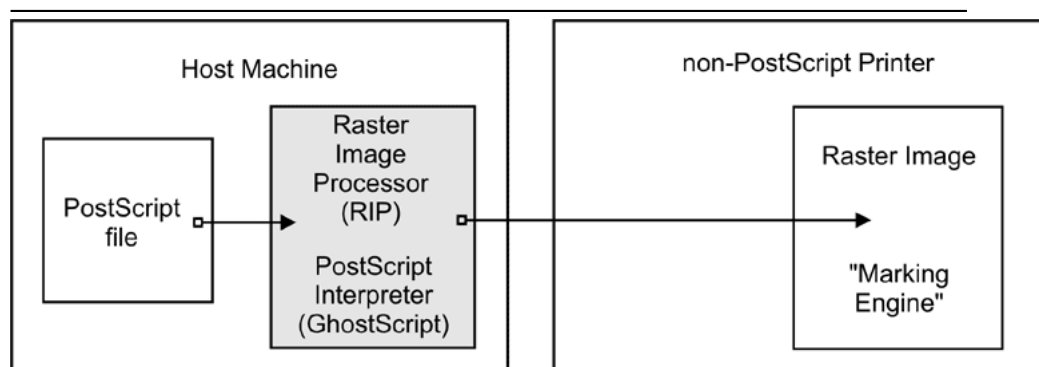 Host Machine
PostScript
file
Raster
Image
Processor
(RIP)
PostScript
Interpreter
(GhostScript)
non-PostScript Printer
Raster Image
"Marking
Engine"